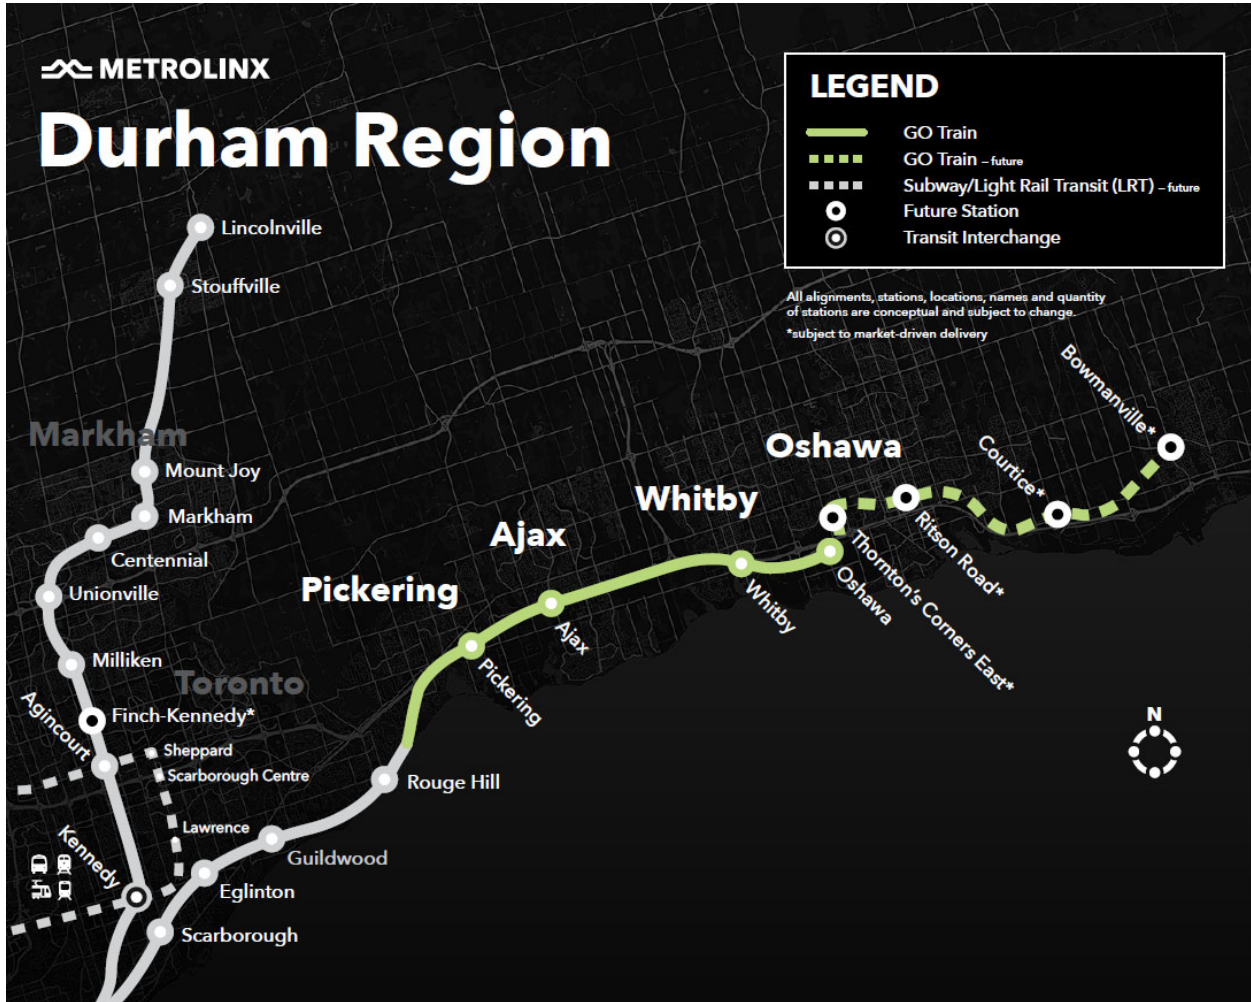 METROLINX
Durham Region
LEGEND
GO Train
GO Train – future
Subway/Light Rail Transit (LRT) – future
Future Station
Transit Interchange
All alignments, stations, locations, names and quantity
of stations are conceptual and subject to change.
*subject to market-driven delivery
Lincolnville
Stouffville
Markham
Mount Joy
Markham
Centennial
Unionville
Milliken
Toronto
Finch-Kennedy*
Agincourt
Sheppard
Scarborough Centre
Lawrence
Kennedy
Scarborough
Eglinton
Guildwood
Rouge Hill
Pickering
Pickering
Ajax
Ajax
Whitby
Whitby
Oshawa
Oshawa
Thornton's Corners East*
Ritson Road*
Courtice*
Bowmanville*
N